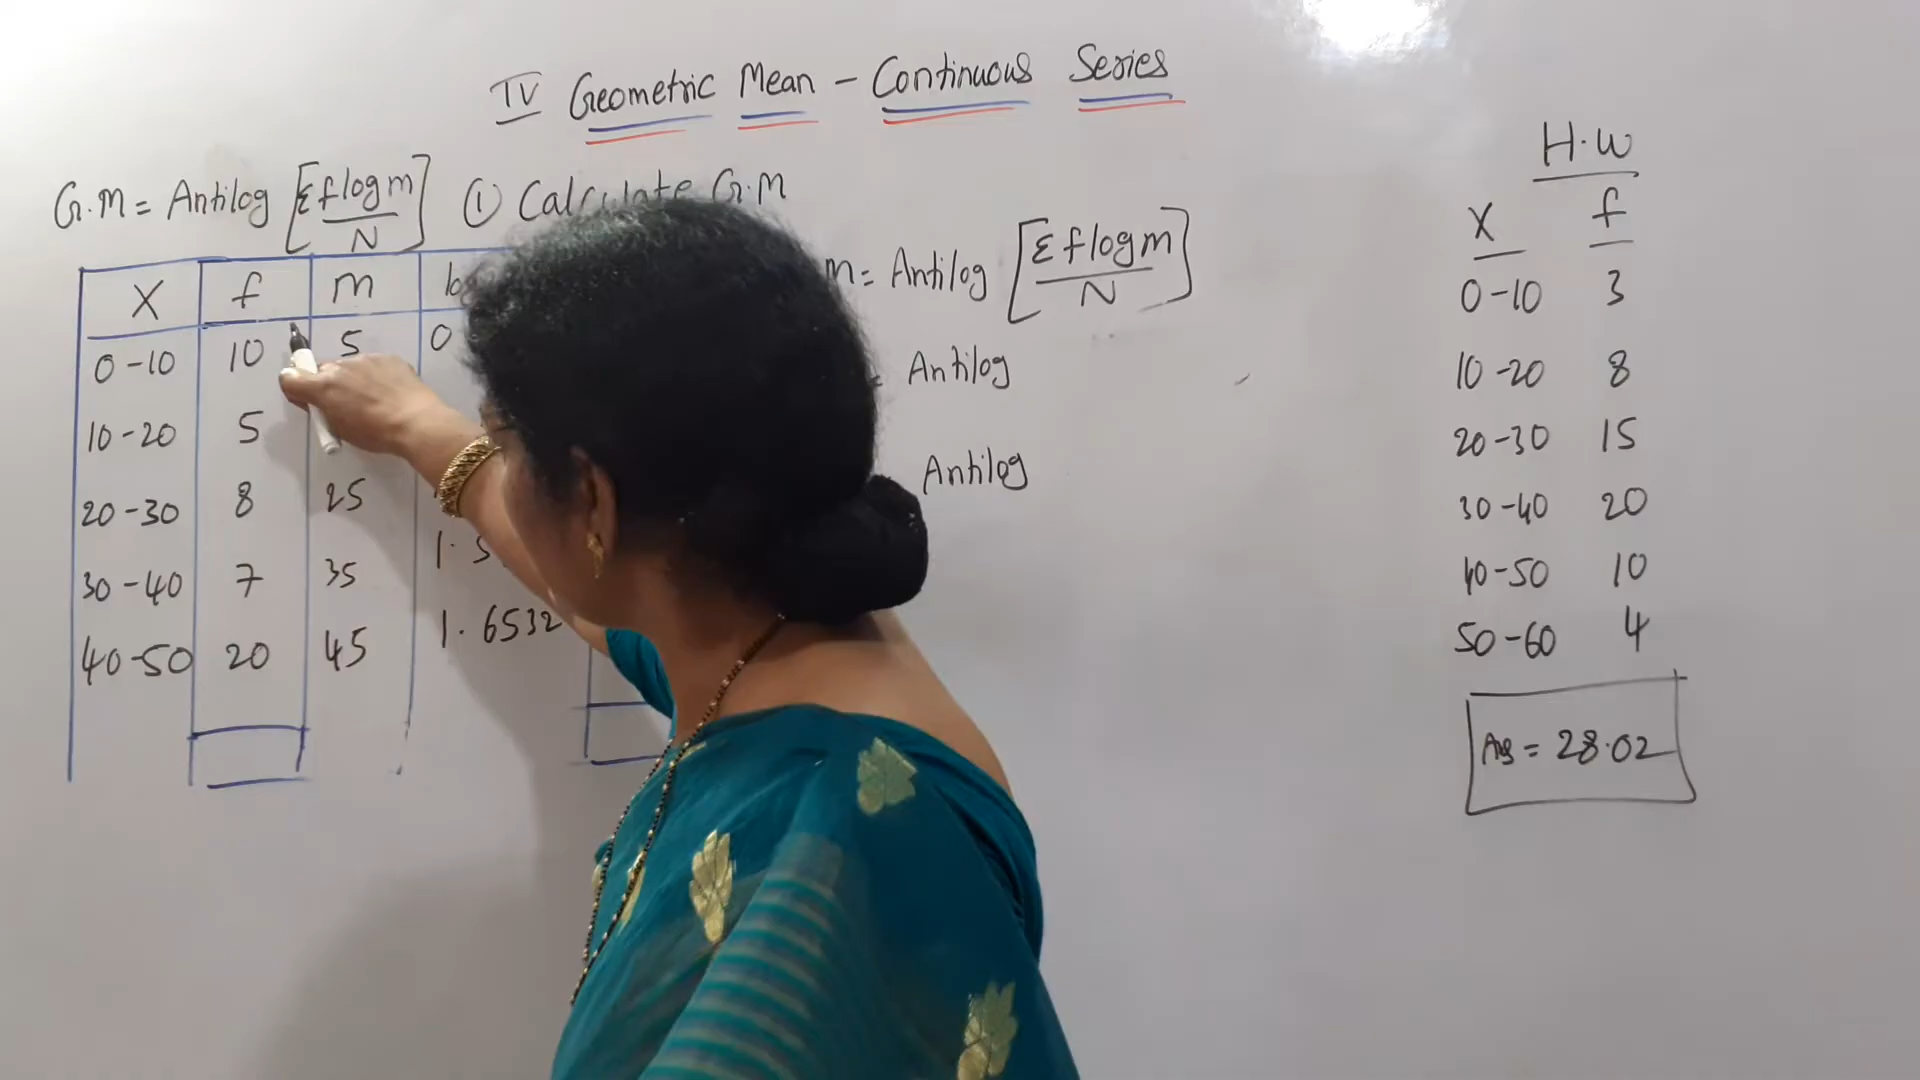 IV Geometric Mean - Continuous Series
G.M = Antilog [Σflogm / N] ① Calculate G.M
m = Antilog [Σflogm / N]
X f m
0-10 10 5 0
10-20 5
20-30 8 25
30-40 7 35 1.5
40-50 20 45 1.6532
= Antilog
Antilog
H.W
X f
0-10 3
10-20 8
20-30 15
30-40 20
40-50 10
50-60 4
Ans = 28.02